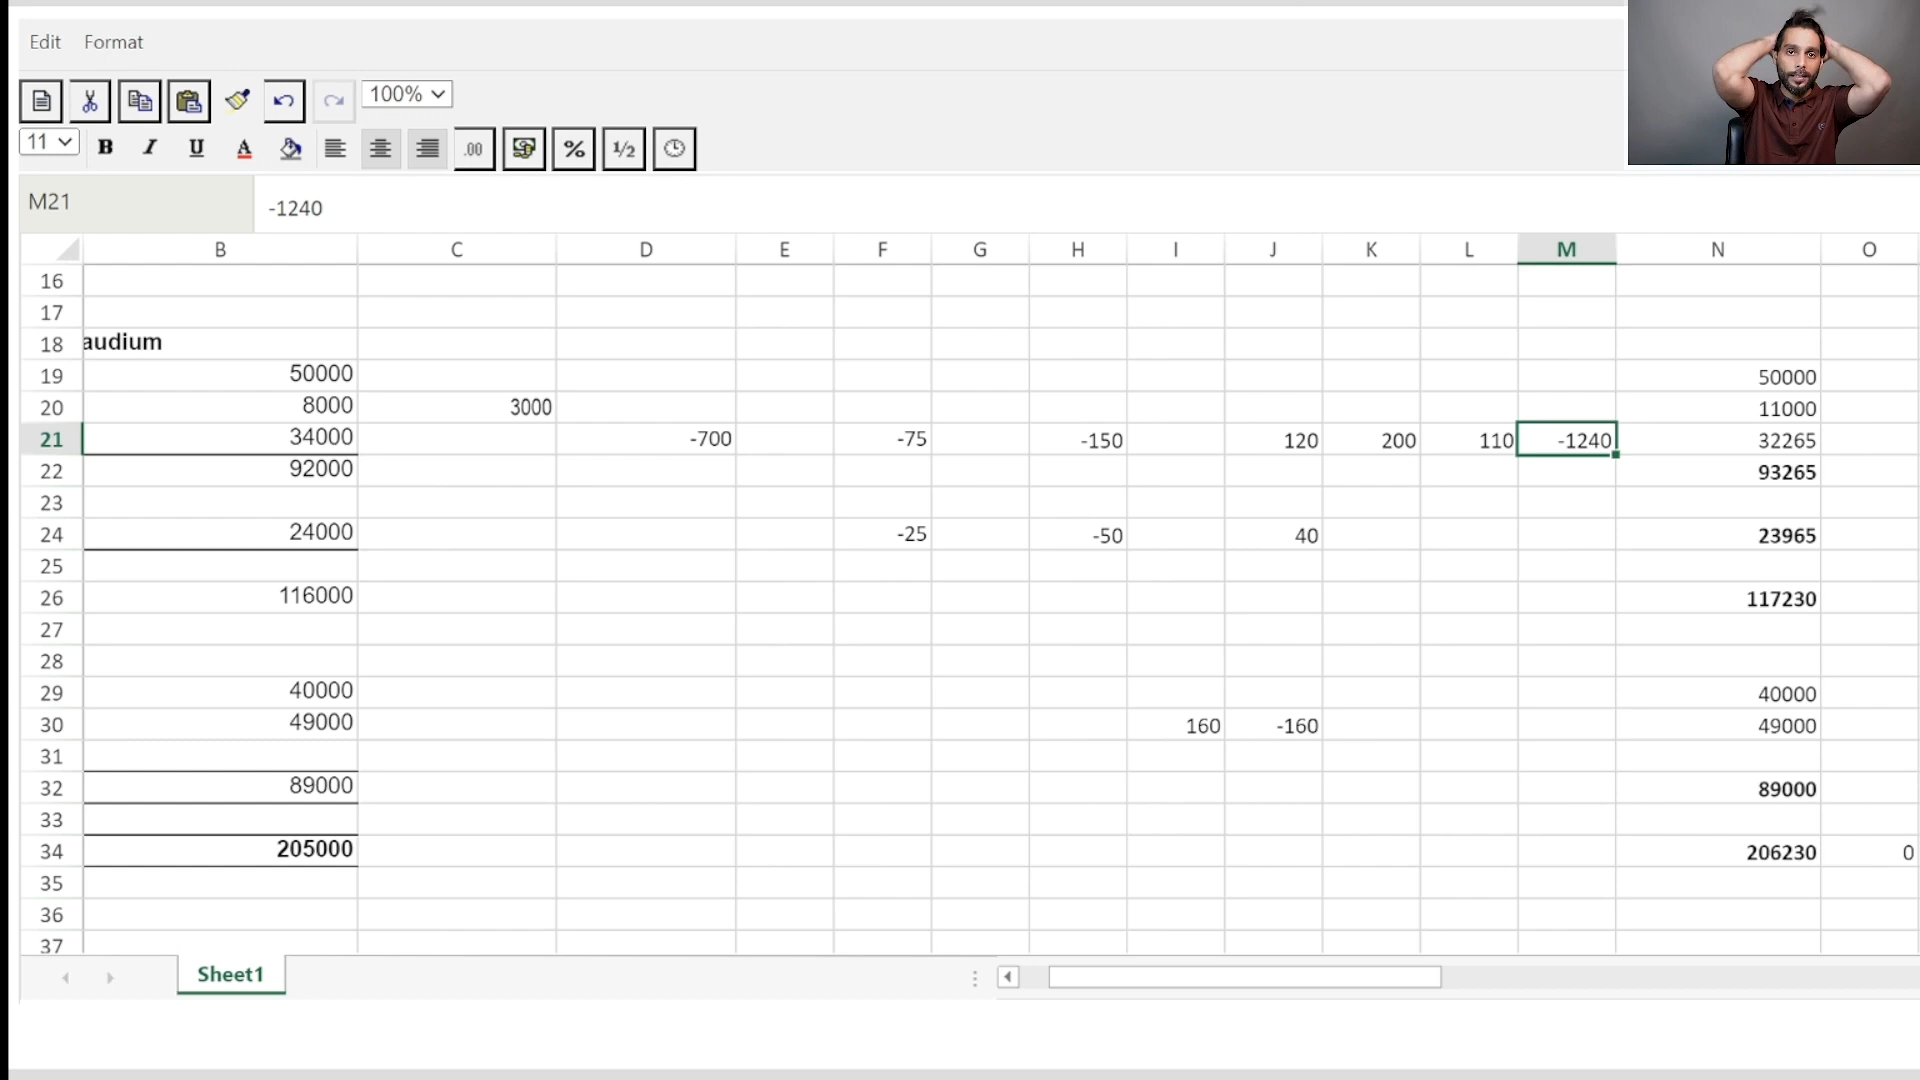 Edit Format
100%
11 B I U A .00 % 1/2
M21 -1240
B C D E F G H I J K L M N O
16
17
18 audium
19 50000 50000
20 8000 3000 11000
21 34000 -700 -75 -150 120 200 110 -1240 32265
22 92000 93265
23
24 24000 -25 -50 40 23965
25
26 116000 117230
27
28
29 40000 40000
30 49000 160 -160 49000
31
32 89000 89000
33
34 205000 206230 0
35
36
37
Sheet1